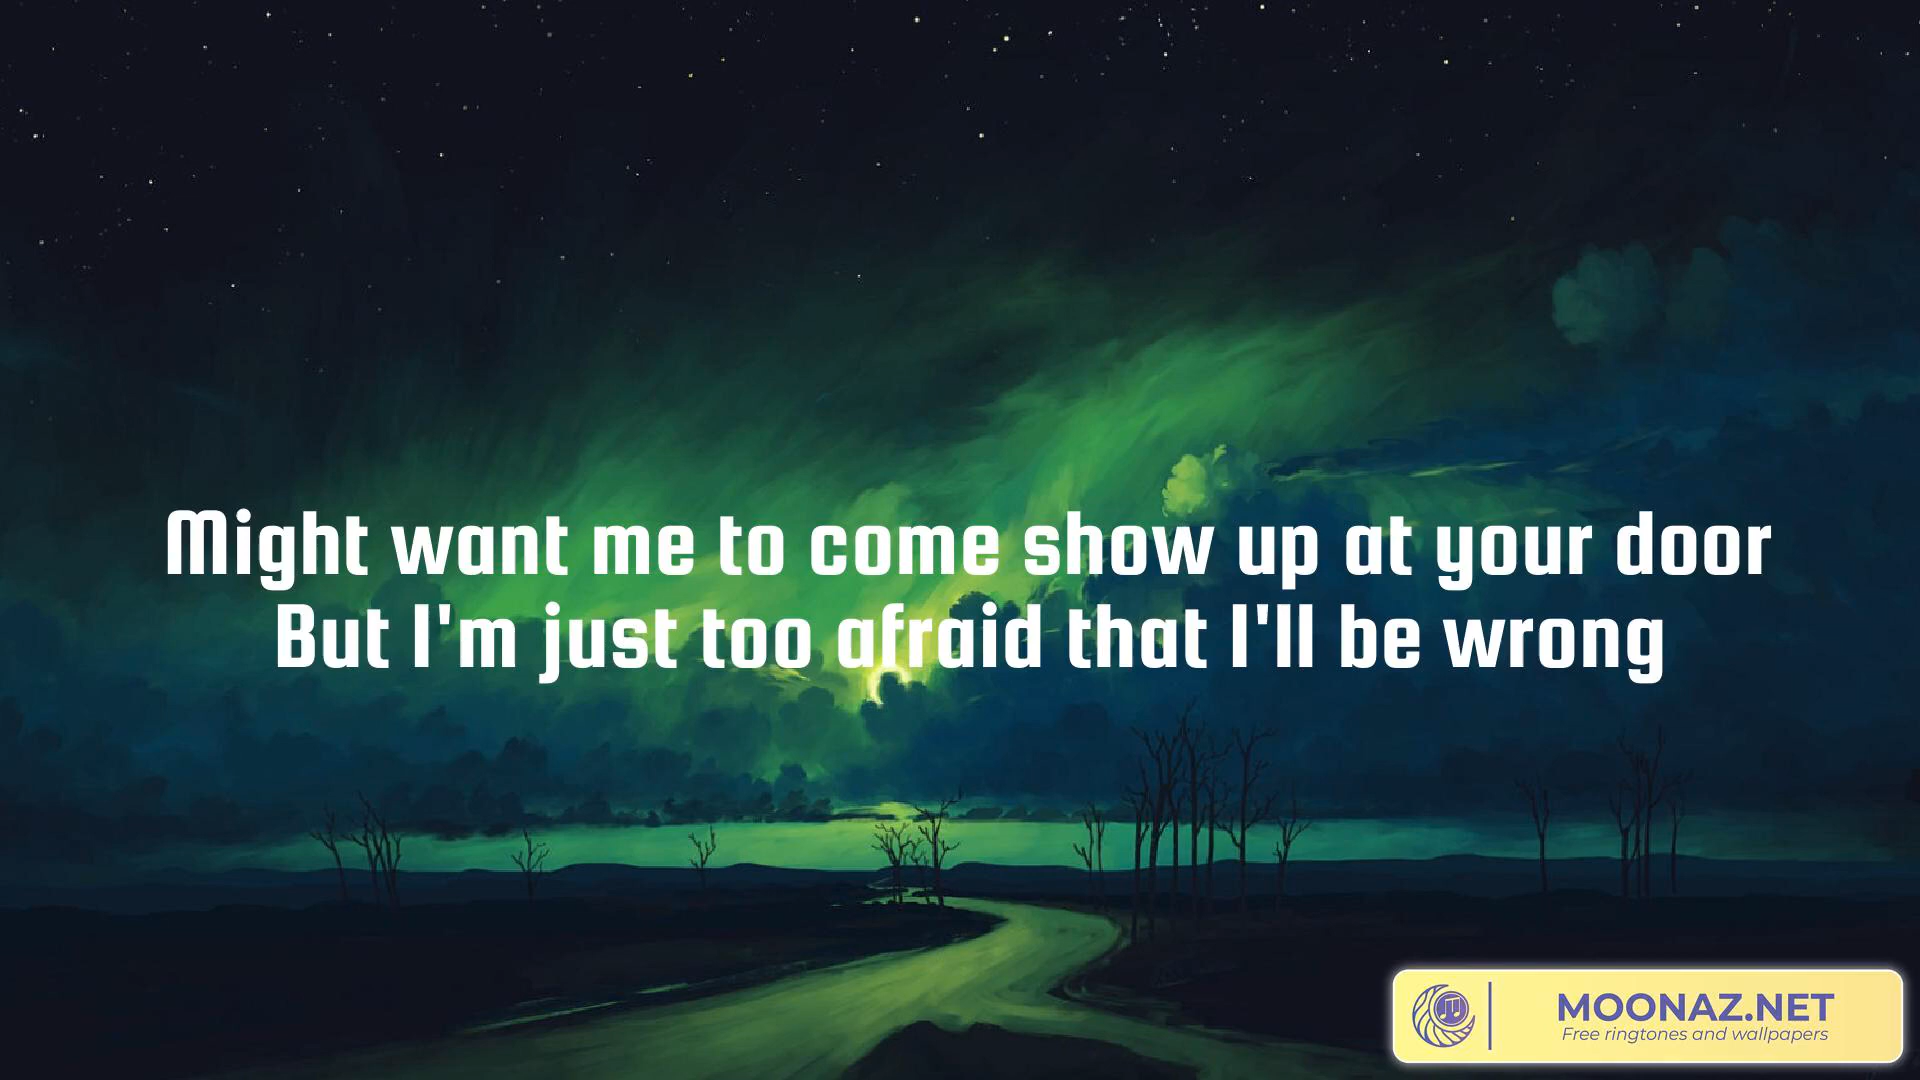 Might want me to come show up at your door
But I'm just too afraid that I'll be wrong
MOONAZ.NET
Free ringtones and wallpapers